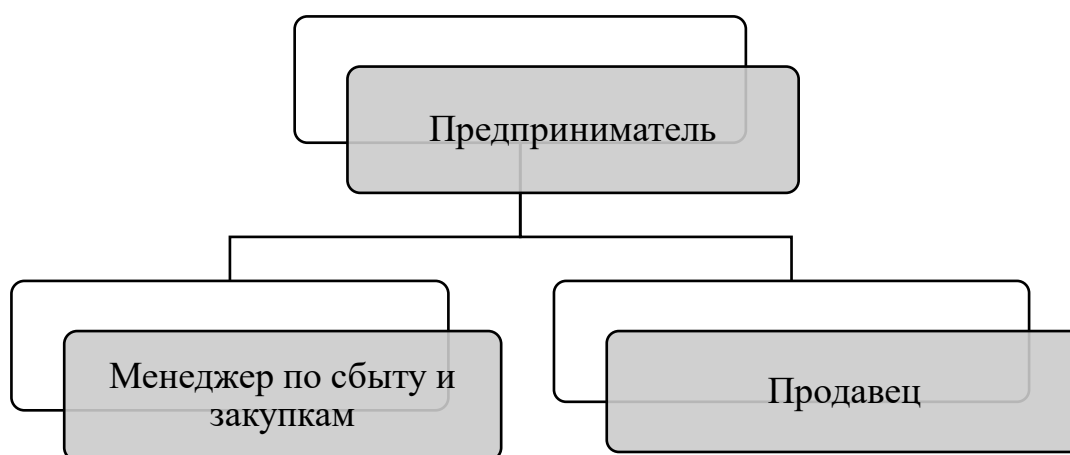 Предприниматель
Менеджер по сбыту и
закупкам
Продавец